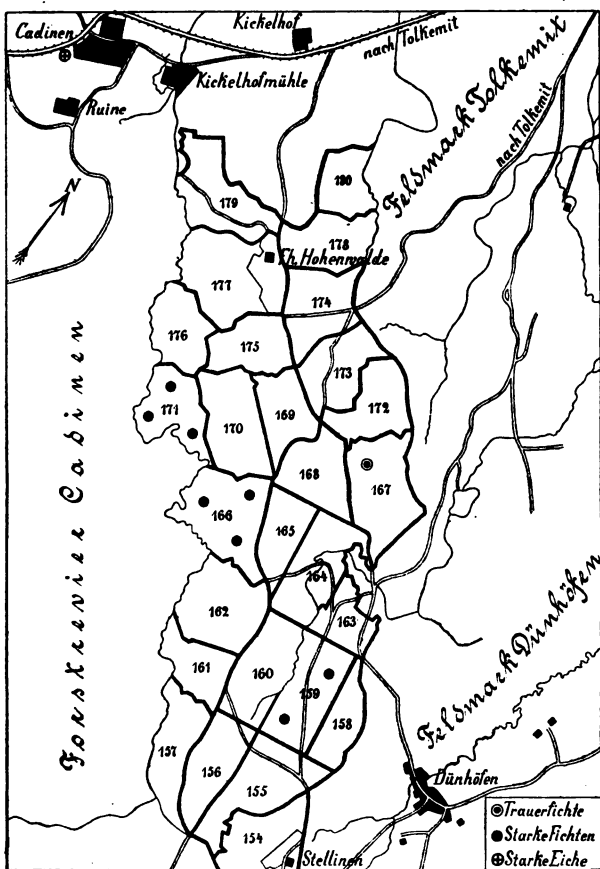 Cadinen
Kickelhof
nach Tolkemit
Kickelhofmühle
Ruine
Feldmark Tolkemit
nach Tolkemit
N
180
179
178
Fh. Hohenwalde
177
174
176
175
173
171
170
169
172
168
167
166
165
164
162
163
161
160
159
158
157
156
155
154
Forstrevier Cadinen
Feldmark Dünhöfen
Dünhöfen
Stellinen
Trauerfichte
Starke Fichten
Starke Eiche